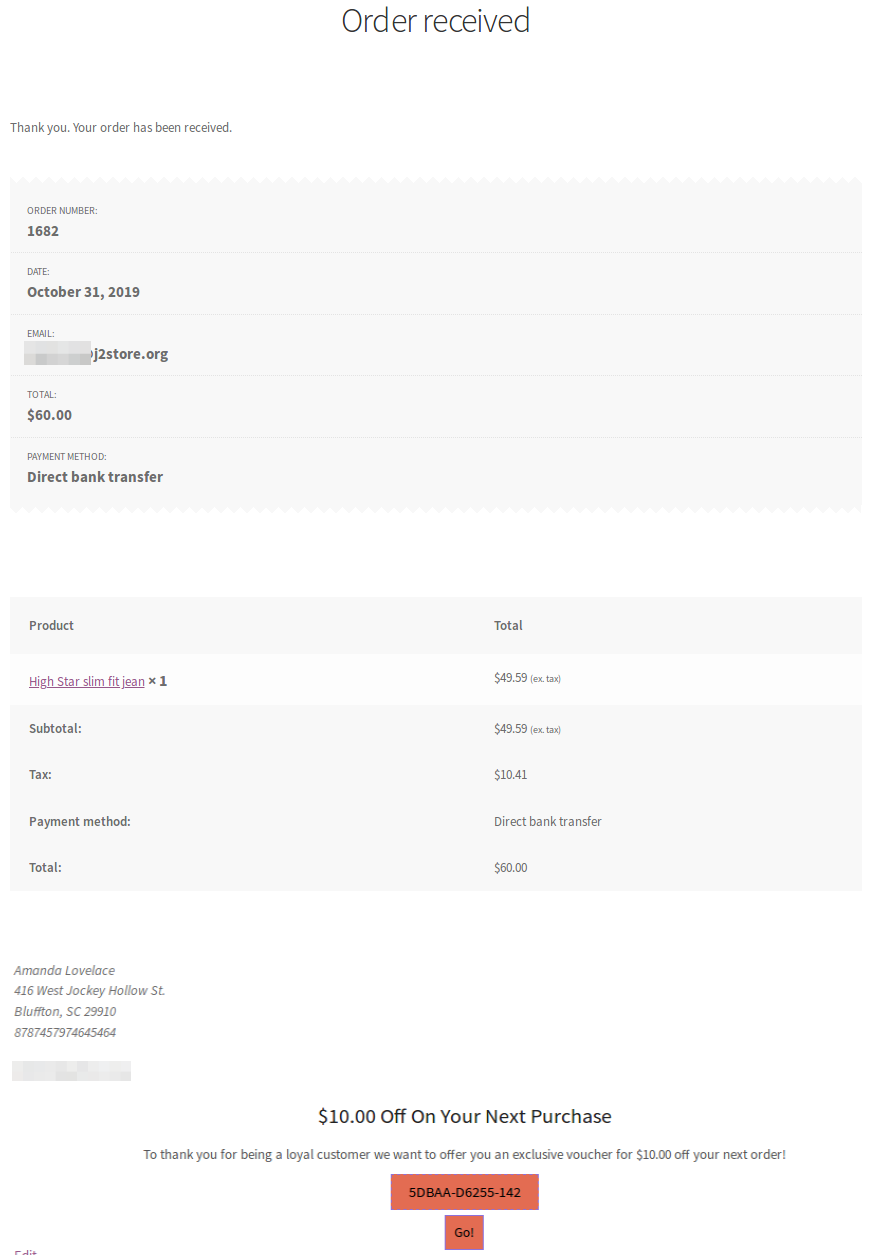 Order received
Thank you. Your order has been received.
ORDER NUMBER:
1682
DATE:
October 31, 2019
EMAIL:
j2store.org
TOTAL:
$60.00
PAYMENT METHOD:
Direct bank transfer
Product Total
High Star slim fit jean × 1 $49.59 (ex. tax)
Subtotal: $49.59 (ex. tax)
Tax: $10.41
Payment method: Direct bank transfer
Total: $60.00
Amanda Lovelace
416 West Jockey Hollow St.
Bluffton, SC 29910
8787457974645464
$10.00 Off On Your Next Purchase
To thank you for being a loyal customer we want to offer you an exclusive voucher for $10.00 off your next order!
5DBAA-D6255-142
Go!
Edit